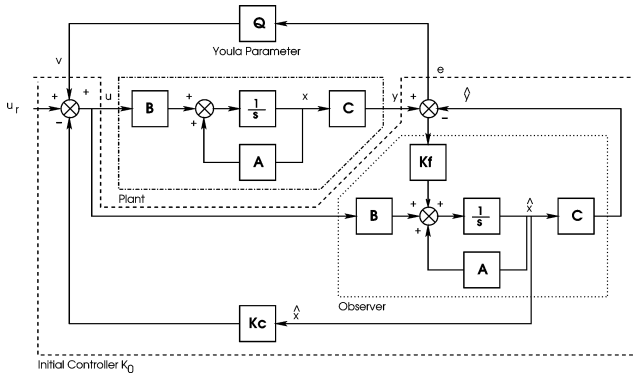 Q
Youla Parameter
v
e
u r
+
+
−
u
B
+
+
1
s
x
C
y
+
−
ŷ
A
Kf
Plant
B
+
+
+
1
s
x̂
C
A
Observer
Kc
x̂
Initial Controller K0